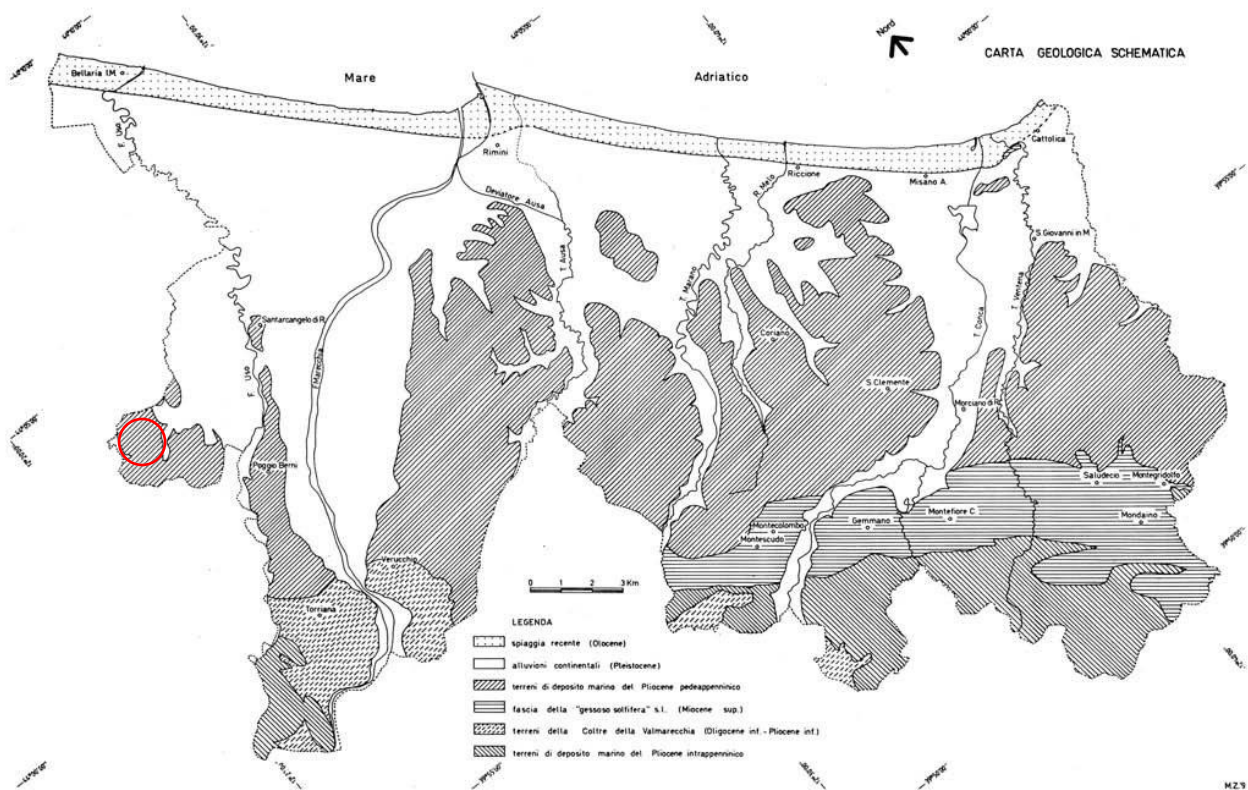 Nord
CARTA GEOLOGICA SCHEMATICA
Mare
Adriatico
Bellaria I.M.
F. Uso
Rimini
Deviatore Ausa
T. Ausa
Cattolica
Riccione
Misano A.
R. Melo
T. Marano
S. Giovanni in M.
T. Ventena
T. Conca
Santarcangelo di R.
F. Marecchia
F. Uso
Coriano
S. Clemente
Morciano di R.
Poggio Berni
Saludecio
Montegridolfo
Montecolombo
Gemmano
Montefiore C.
Mondaino
Montescudo
Verucchio
Torriana
0 1 2 3 Km
LEGENDA
spiaggia recente (Olocene)
alluvioni continentali (Pleistocene)
terreni di deposito marino del Pliocene pedeappenninico
fascia della "gessoso solfifera" s.l. (Miocene sup.)
terreni della Coltre della Valmarecchia (Oligocene inf.-Pliocene inf.)
terreni di deposito marino del Pliocene intrappenninico